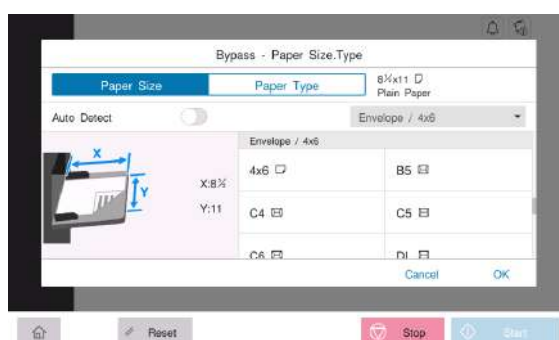 Bypass - Paper Size.Type
Paper Size
Paper Type
8½x11
Plain Paper
Auto Detect
Envelope / 4x6
Envelope / 4x6
X
Y
X:8½
Y:11
4x6
B5
C4
C5
C6
DL
Cancel
OK
Reset
Stop
Start